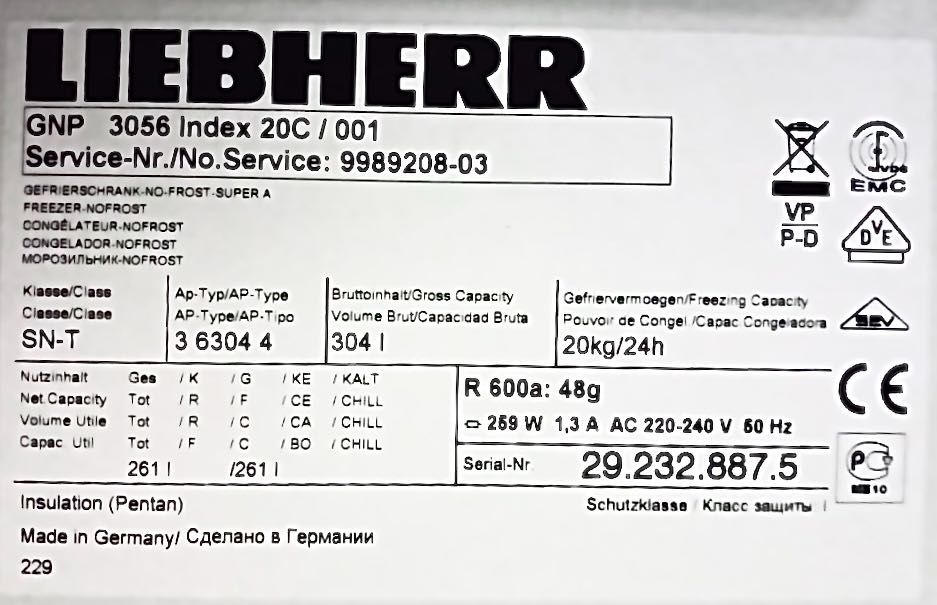 LIEBHERR
GNP 3056 Index 20C / 001
Service-Nr./No.Service: 9989208-03
GEFRIERSCHRANK-NO-FROST-SUPER A
FREEZER-NOFROST
CONGÉLATEUR-NOFROST
CONGELADOR-NOFROST
МОРОЗИЛЬНИК-NOFROST
EMC
VP
P-D
DVE
Klasse/Class Ap-Typ/AP-Type Bruttoinhalt/Gross Capacity Gefriervermoegen/Freezing Capacity
Classe/Clase AP-Type/AP-Tipo Volume Brut/Capacidad Bruta Pouvoir de Congel /Capac Congeladora
SN-T 3 6304 4 304 l 20kg/24h
SEV
Nutzinhalt Ges / K / G / KE / KALT
Net.Capacity Tot / R / F / CE / CHILL
Volume Utile Tot / R / C / CA / CHILL
Capac Util Tot / F / C / BO / CHILL
261 l /261 l
R 600a: 48g
259 W 1,3 A AC 220-240 V 50 Hz
CE
Serial-Nr 29.232.887.5
10
Insulation (Pentan) Schutzklasse Класс защиты I
Made in Germany/ Сделано в Германии
229